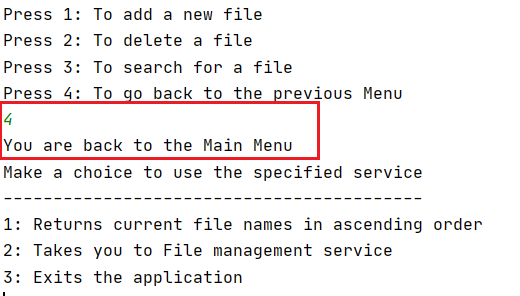 Press 1: To add a new file
Press 2: To delete a file
Press 3: To search for a file
Press 4: To go back to the previous Menu
4
You are back to the Main Menu
Make a choice to use the specified service
------------------------------------------
1: Returns current file names in ascending order
2: Takes you to File management service
3: Exits the application